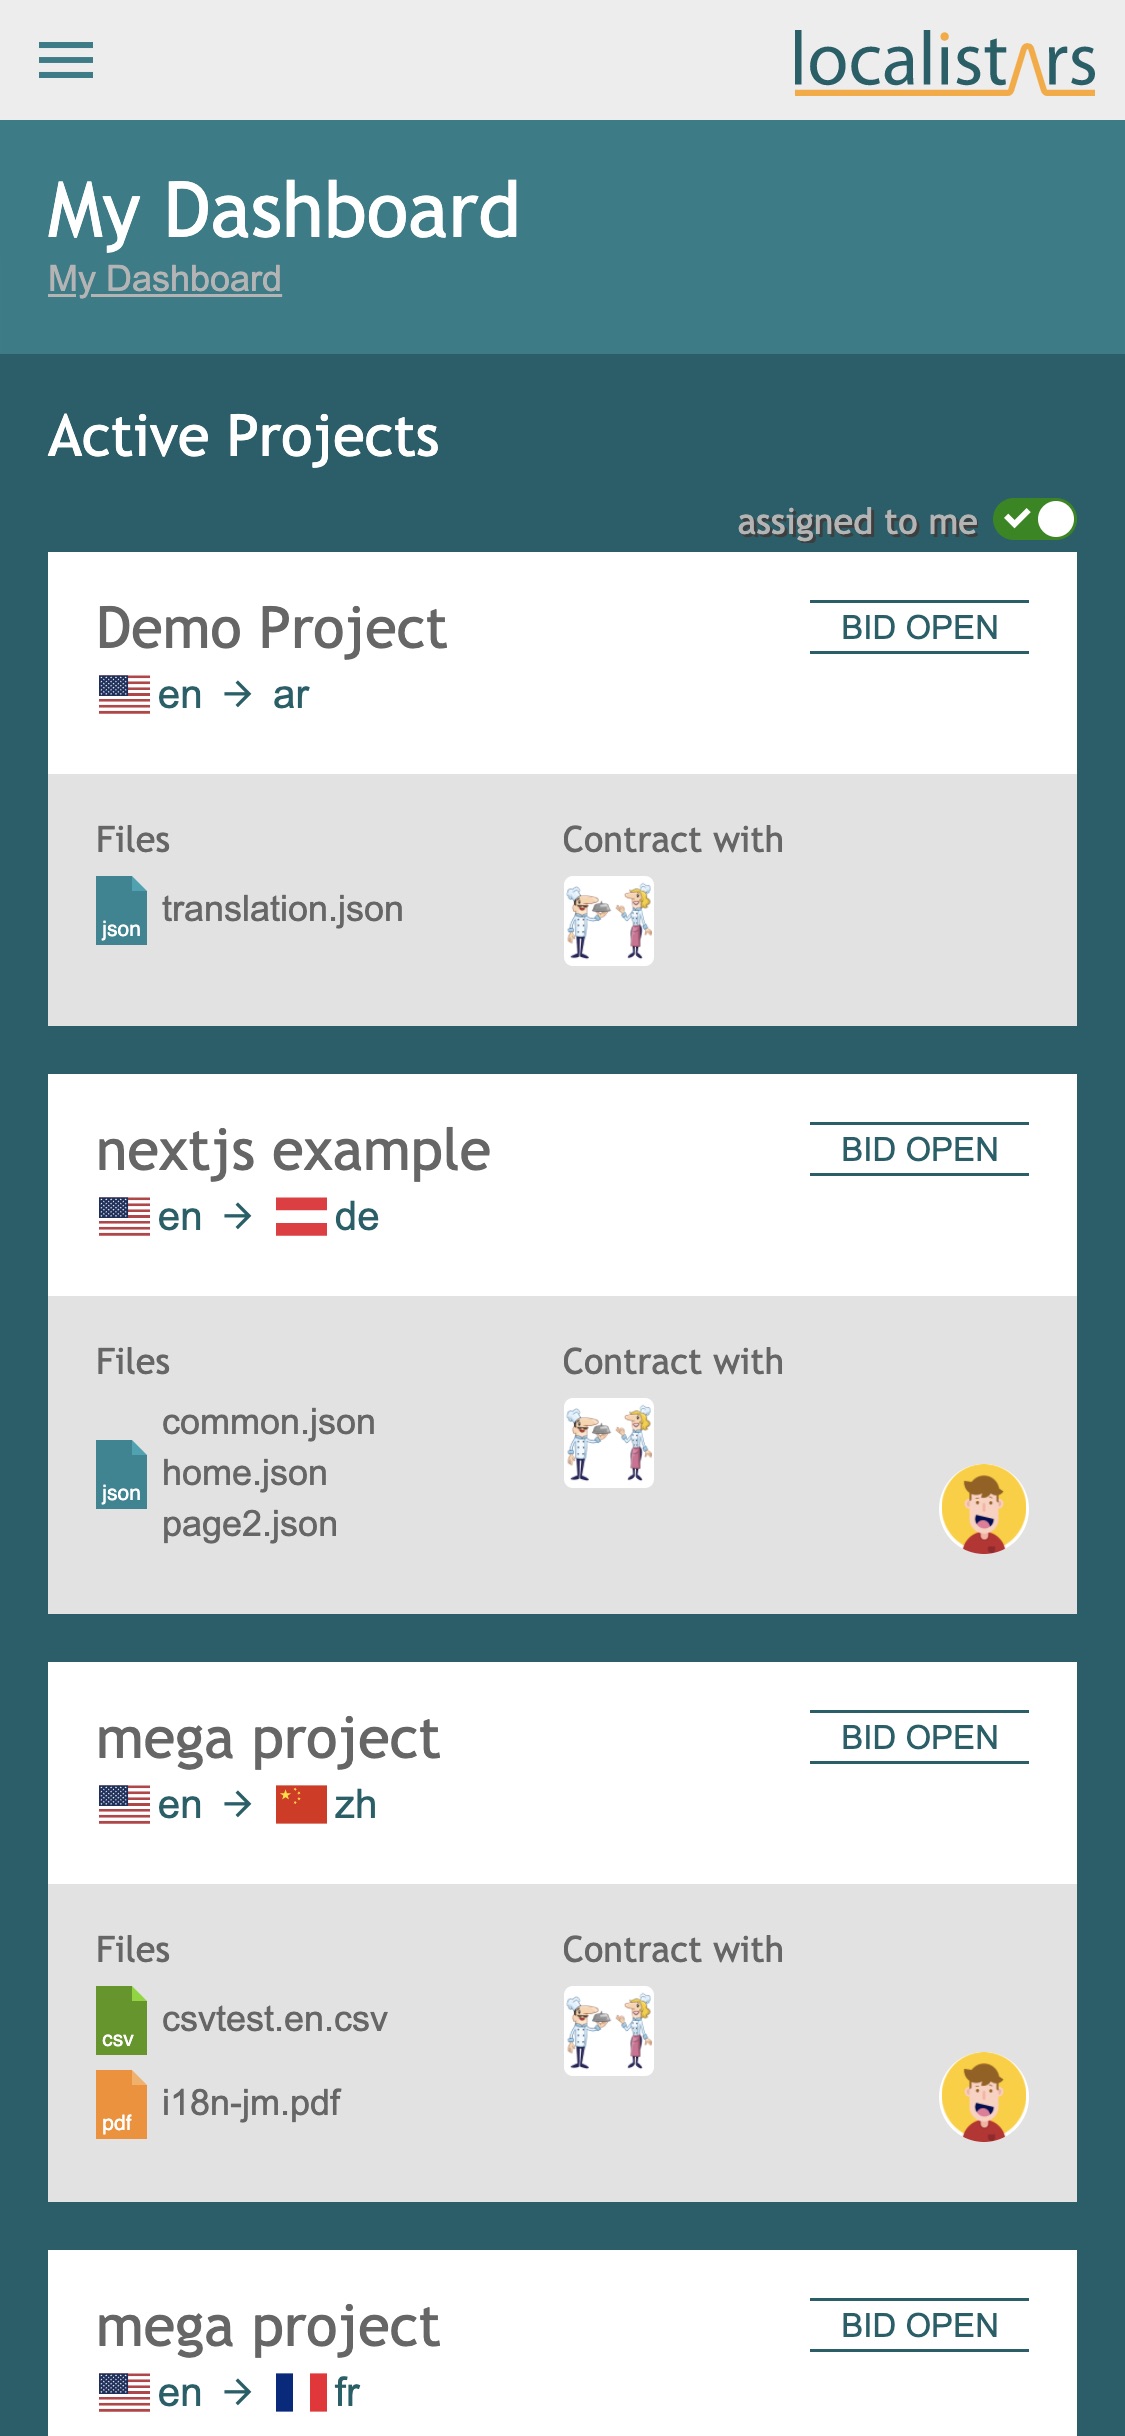 localistars
My Dashboard
My Dashboard
Active Projects
assigned to me
Demo Project
BID OPEN
en → ar
Files
Contract with
json translation.json
nextjs example
BID OPEN
en → de
Files
Contract with
common.json
json home.json
page2.json
mega project
BID OPEN
en → zh
Files
Contract with
csv csvtest.en.csv
pdf i18n-jm.pdf
mega project
BID OPEN
en → fr